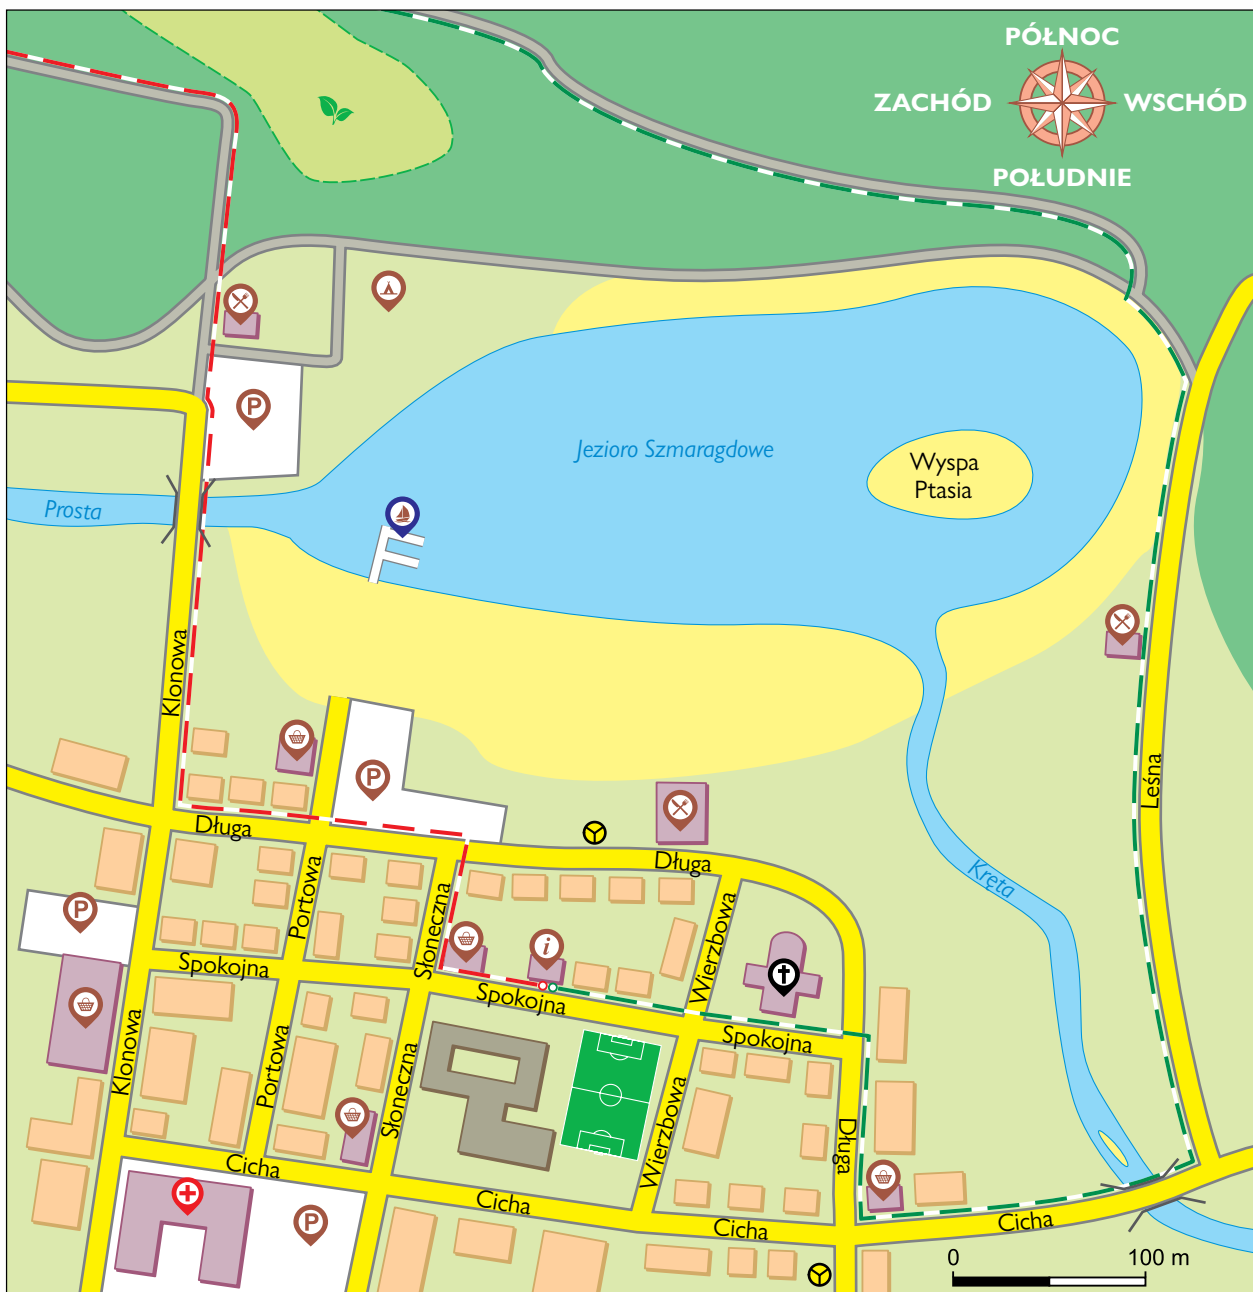 PÓŁNOC
ZACHÓD
WSCHÓD
POŁUDNIE
P
Jezioro Szmaragdowe
Wyspa
Ptasia
Prosta
Klonowa
P
Leśna
Długa
Długa
Kręta
Portowa
Słoneczna
Wierzbowa
P
i
Spokojna
Spokojna
Spokojna
Klonowa
Portowa
Słoneczna
Wierzbowa
Długa
Cicha
Cicha
Cicha
Cicha
P
0
100 m